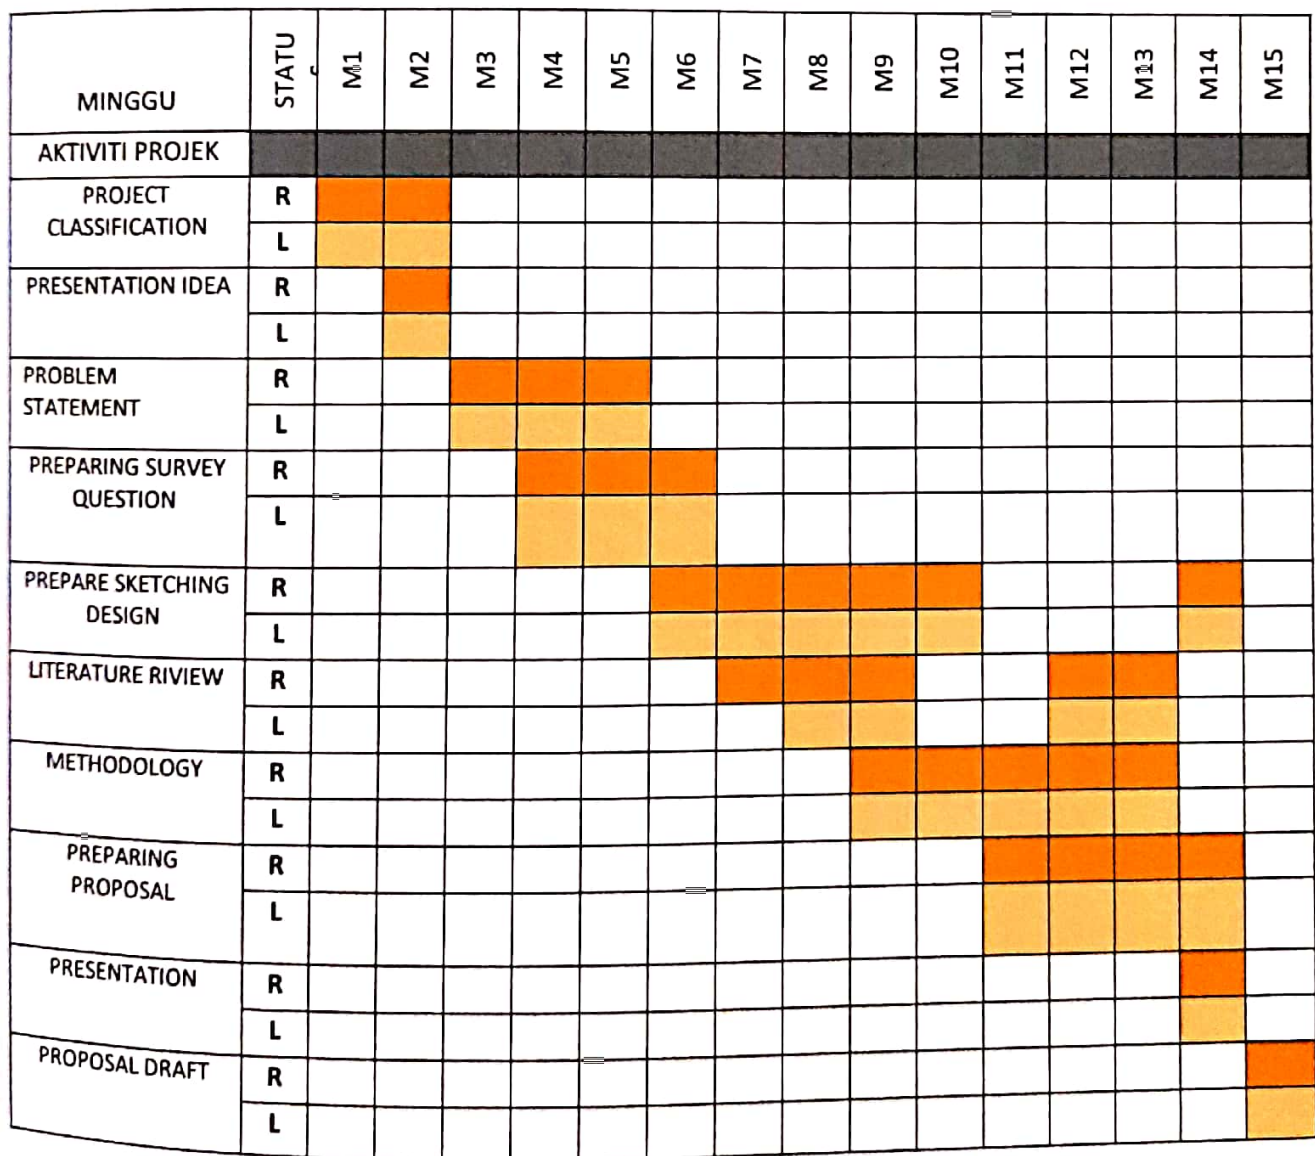 MINGGU STATU M1 M2 M3 M4 M5 M6 M7 M8 M9 M10 M11 M12 M13 M14 M15
AKTIVITI PROJEK
PROJECT
CLASSIFICATION
R
L
PRESENTATION IDEA
R
L
PROBLEM
STATEMENT
R
L
PREPARING SURVEY
QUESTION
R
L
PREPARE SKETCHING
DESIGN
R
L
LITERATURE RIVIEW
R
L
METHODOLOGY
R
L
PREPARING
PROPOSAL
R
L
PRESENTATION
R
L
PROPOSAL DRAFT
R
L